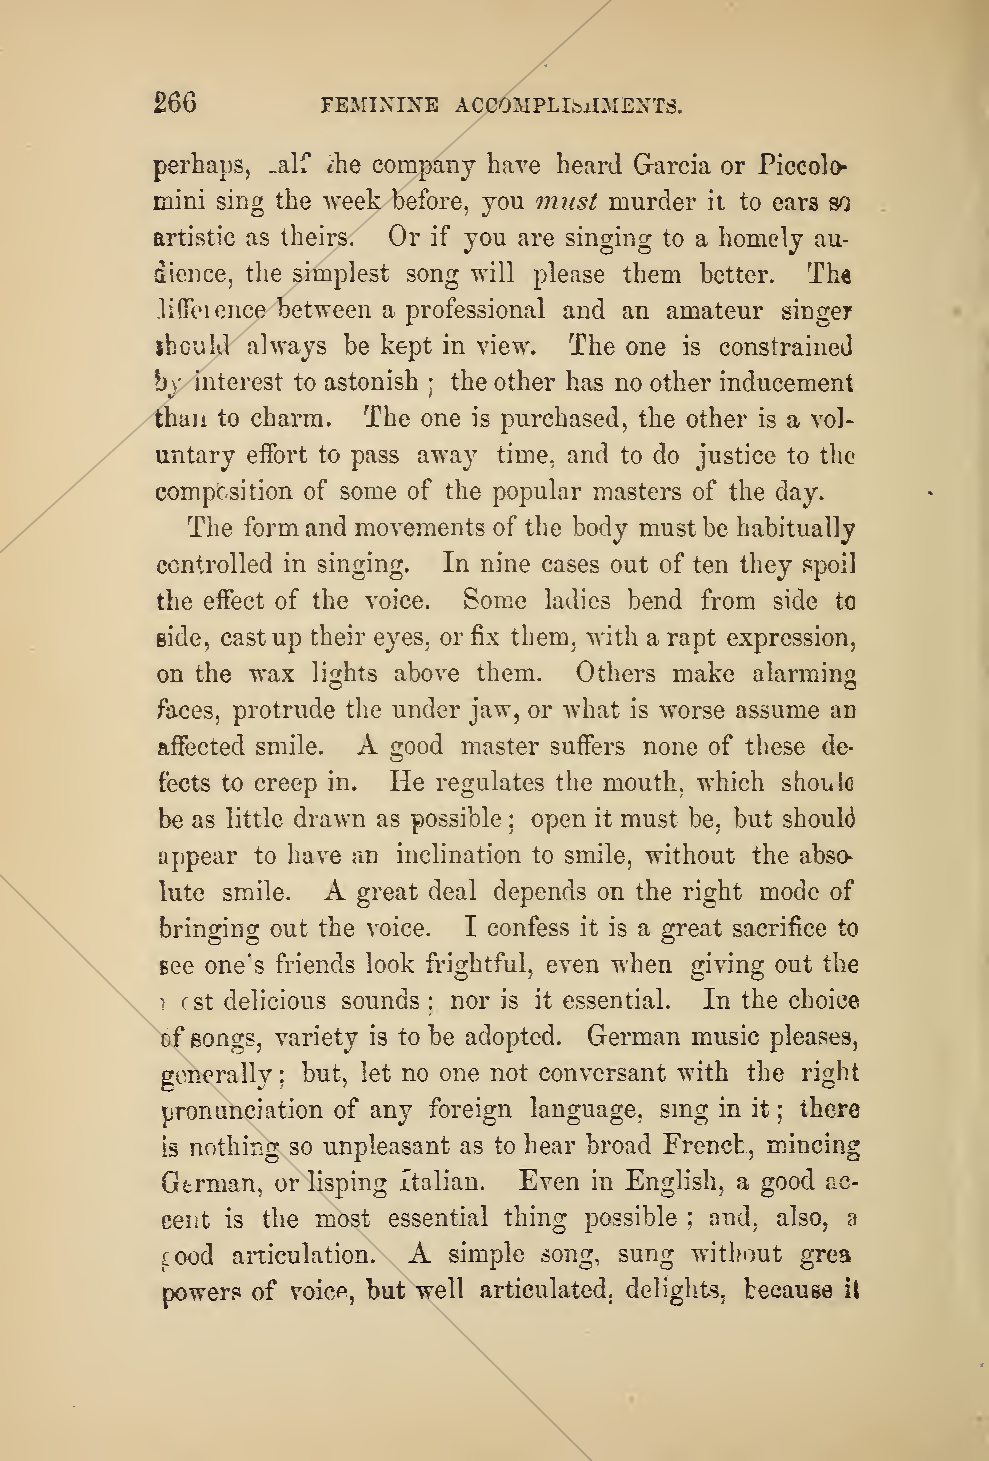 266 FEMININE ACCOMPLISHMENTS.
perhaps, half the company have heard Garcia or Piccolo-
mini sing the week before, you must murder it to ears so
artistic as theirs. Or if you are singing to a homely au-
dience, the simplest song will please them better. The
difference between a professional and an amateur singer
should always be kept in view. The one is constrained
by interest to astonish ; the other has no other inducement
than to charm. The one is purchased, the other is a vol-
untary effort to pass away time, and to do justice to the
composition of some of the popular masters of the day.
The form and movements of the body must be habitually
controlled in singing. In nine cases out of ten they spoil
the effect of the voice. Some ladies bend from side to
side, cast up their eyes, or fix them, with a rapt expression,
on the wax lights above them. Others make alarming
faces, protrude the under jaw, or what is worse assume an
affected smile. A good master suffers none of these de-
fects to creep in. He regulates the mouth, which should
be as little drawn as possible ; open it must be, but should
appear to have an inclination to smile, without the abso-
lute smile. A great deal depends on the right mode of
bringing out the voice. I confess it is a great sacrifice to
see one's friends look frightful, even when giving out the
most delicious sounds ; nor is it essential. In the choice
of songs, variety is to be adopted. German music pleases,
generally ; but, let no one not conversant with the right
pronunciation of any foreign language, sing in it ; there
is nothing so unpleasant as to hear broad French, mincing
German, or lisping Italian. Even in English, a good ac-
cent is the most essential thing possible ; and, also, a
good articulation. A simple song, sung without grea
powers of voice, but well articulated, delights, because it